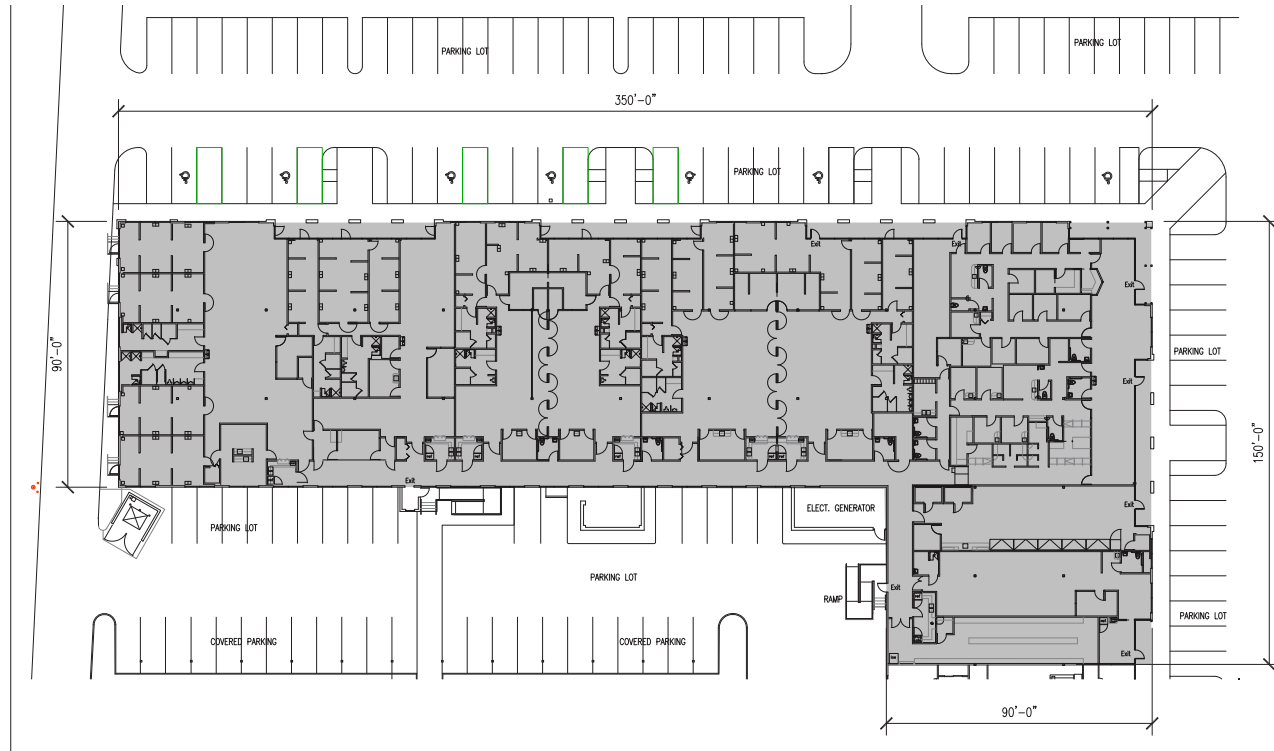 PARKING LOT
PARKING LOT
350'-0"
PARKING LOT
Exit
Exit
Exit
PARKING LOT
90'-0"
Exit
150'-0"
Exit
Exit
ELECT. GENERATOR
PARKING LOT
PARKING LOT
Exit
RAMP
PARKING LOT
COVERED PARKING
COVERED PARKING
Exit
90'-0"